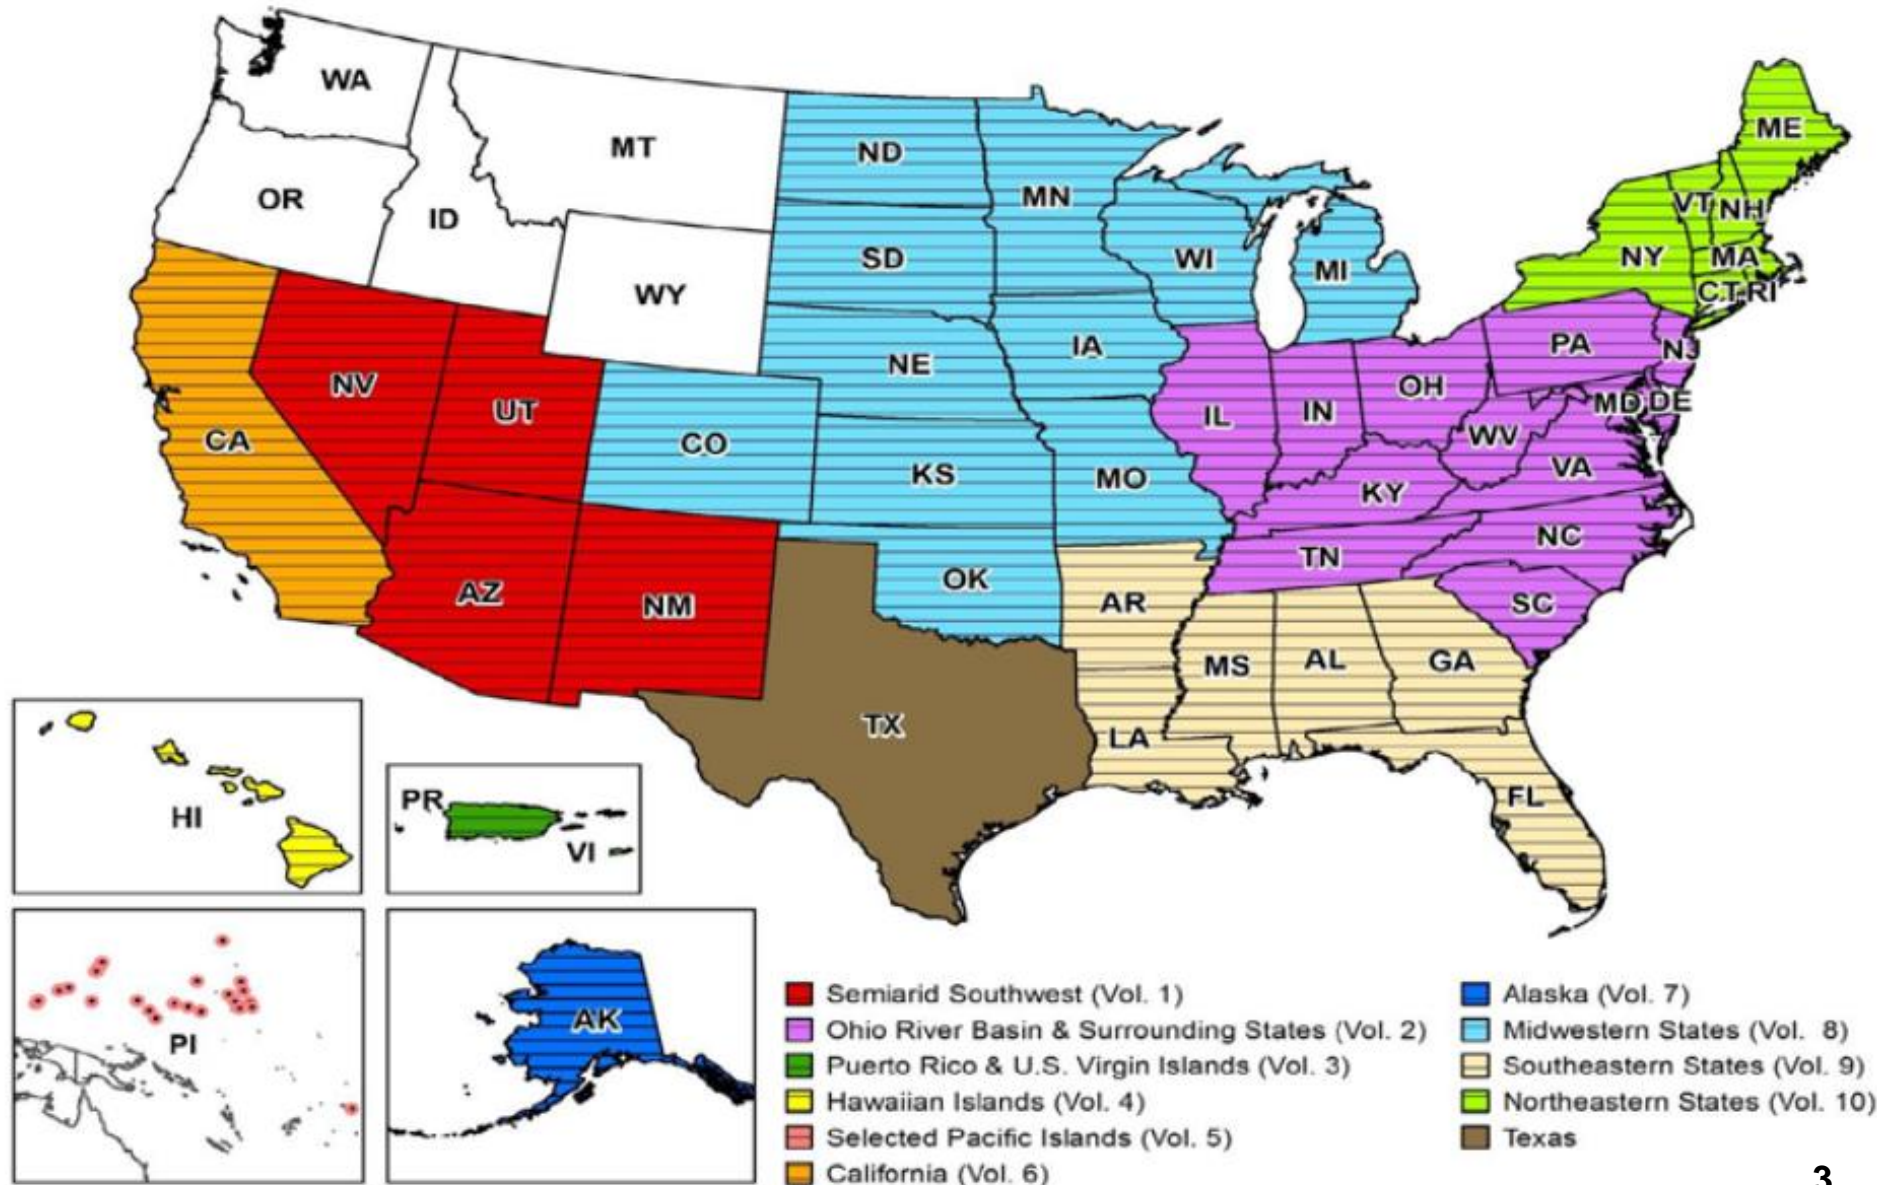 WA
MT
ND
MN
ME
OR
ID
VT
NH
SD
WI
MI
NY
MA
WY
CT
RI
IA
NE
PA
NJ
NV
UT
OH
IL
IN
MD
DE
CA
CO
WV
KS
MO
VA
KY
NC
TN
OK
AZ
NM
AR
SC
MS
AL
GA
TX
LA
FL
HI
PR
VI
PI
AK
Semiarid Southwest (Vol. 1)
Ohio River Basin & Surrounding States (Vol. 2)
Puerto Rico & U.S. Virgin Islands (Vol. 3)
Hawaiian Islands (Vol. 4)
Selected Pacific Islands (Vol. 5)
California (Vol. 6)
Alaska (Vol. 7)
Midwestern States (Vol. 8)
Southeastern States (Vol. 9)
Northeastern States (Vol. 10)
Texas
3